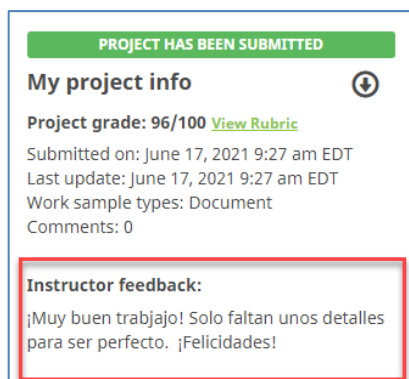 PROJECT HAS BEEN SUBMITTED
My project info
Project grade: 96/100 View Rubric
Submitted on: June 17, 2021 9:27 am EDT
Last update: June 17, 2021 9:27 am EDT
Work sample types: Document
Comments: 0
Instructor feedback:
¡Muy buen trabjajo! Solo faltan unos detalles
para ser perfecto. ¡Felicidades!